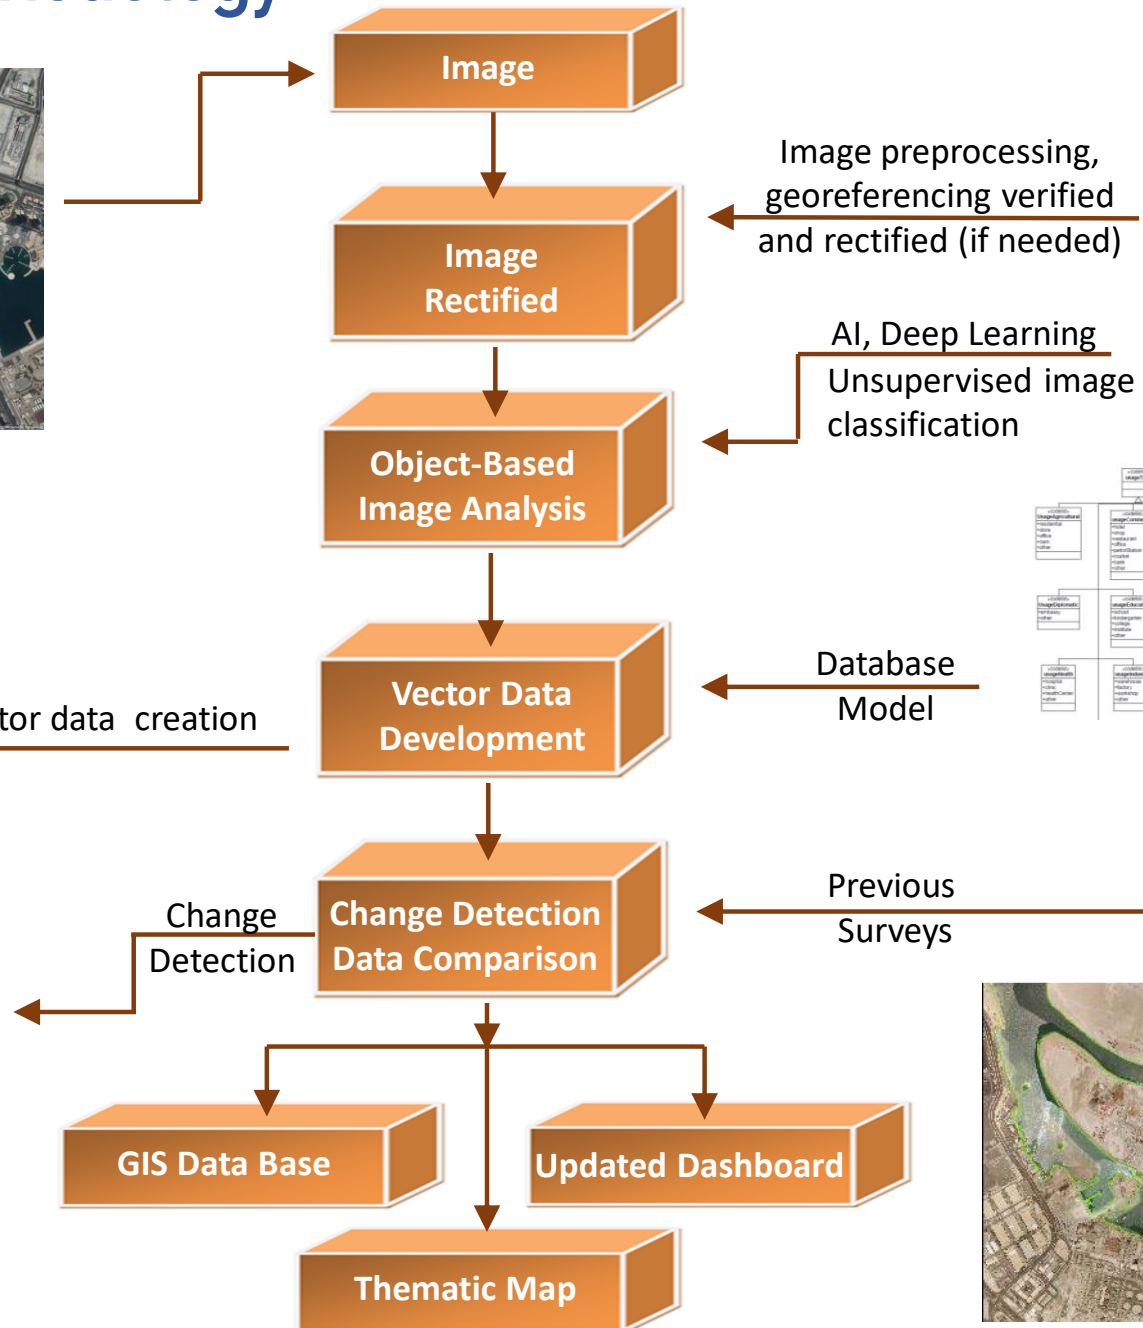 Image
Image preprocessing,
georeferencing verified
and rectified (if needed)
Image
Rectified
AI, Deep Learning
Unsupervised image
classification
Object-Based
Image Analysis
Database
Model
Vector Data
Development
data creation
Previous
Surveys
Change
Detection
Change Detection
Data Comparison
GIS Data Base
Updated Dashboard
Thematic Map